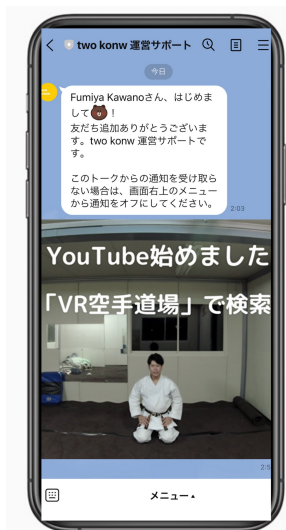 two konw 運営サポート
今日
Fumiya Kawanoさん、はじめま
して！
友だち追加ありがとうございま
す。two konw 運営サポートで
す。
このトークからの通知を受け取ら
ない場合は、画面右上のメニュー
から通知をオフにしてください。
2:03
YouTube始めました
「VR空手道場」で検索
メニュー▲